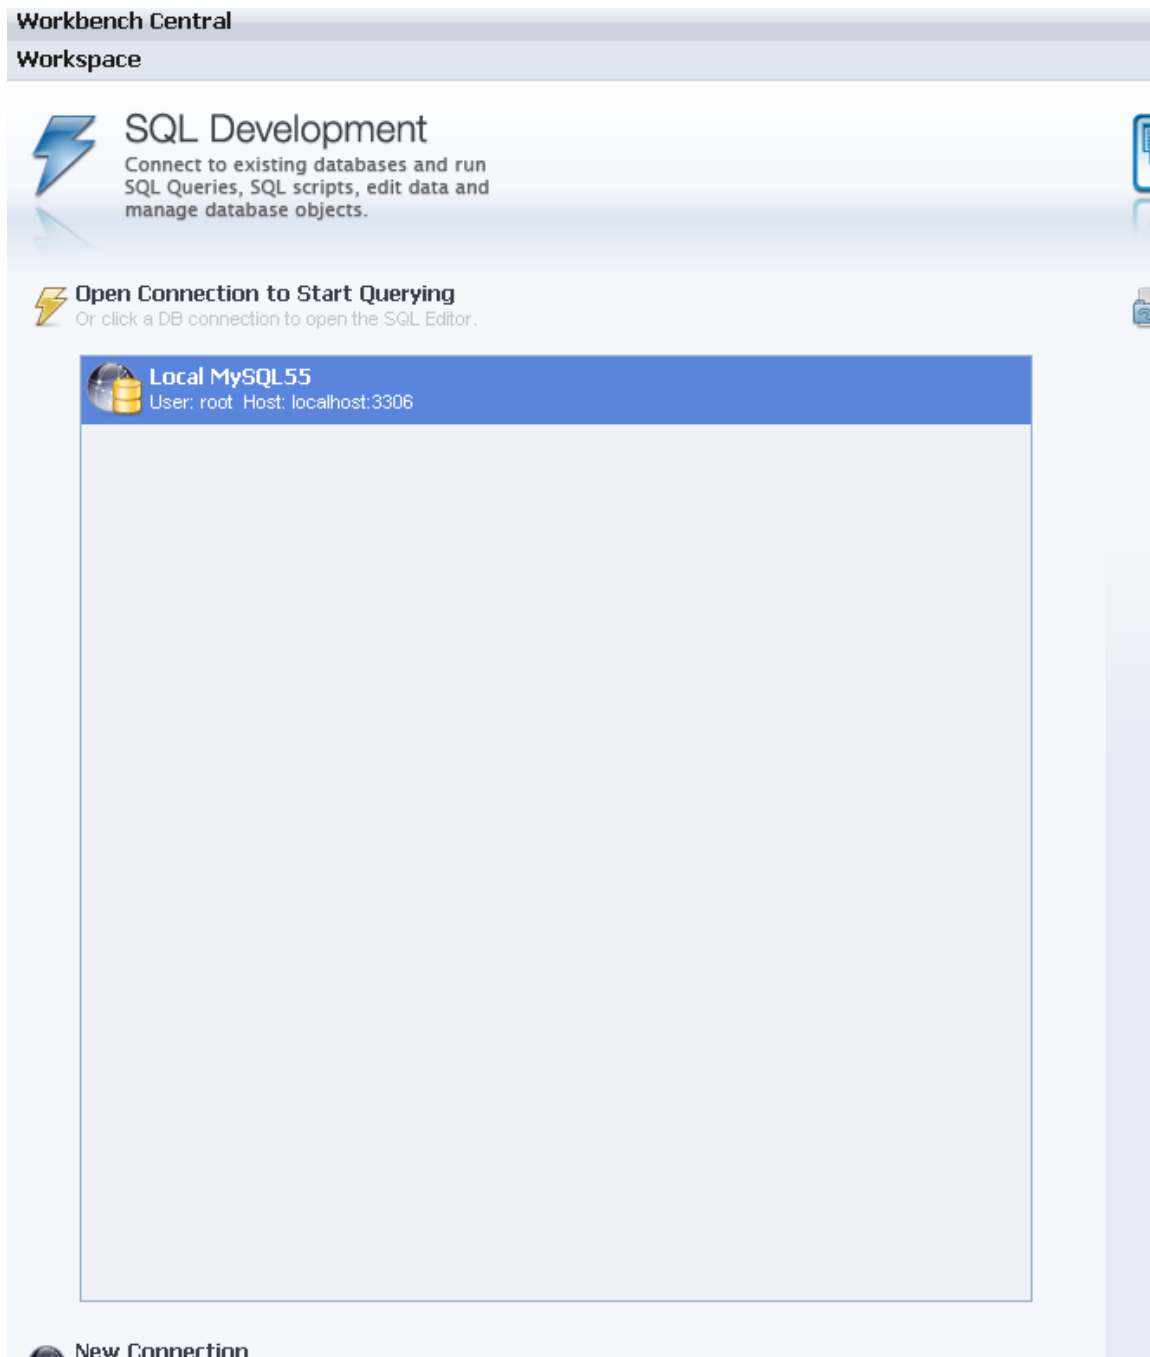 Workbench Central
Workspace
SQL Development
Connect to existing databases and run
SQL Queries, SQL scripts, edit data and
manage database objects.
Open Connection to Start Querying
Or click a DB connection to open the SQL Editor.
Local MySQL55
User: root Host: localhost:3306
New Connection